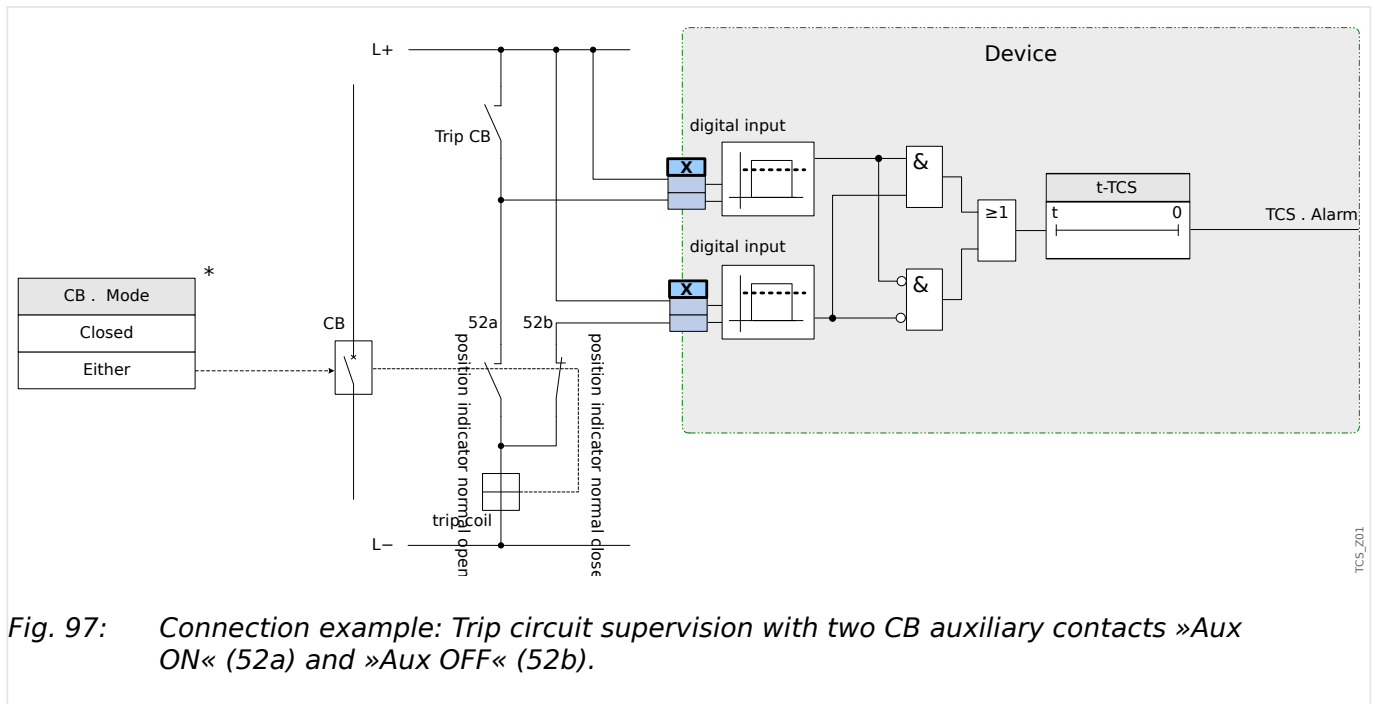 L+
Device
digital input
Trip CB
X
&
t-TCS
≥1
t
0
TCS . Alarm
digital input
*
X
&
CB . Mode
Closed
Either
CB
52a
52b
position indicator normal open
position indicator normal close
trip coil
L−
TCS_Z01
Fig. 97: Connection example: Trip circuit supervision with two CB auxiliary contacts »Aux
ON« (52a) and »Aux OFF« (52b).